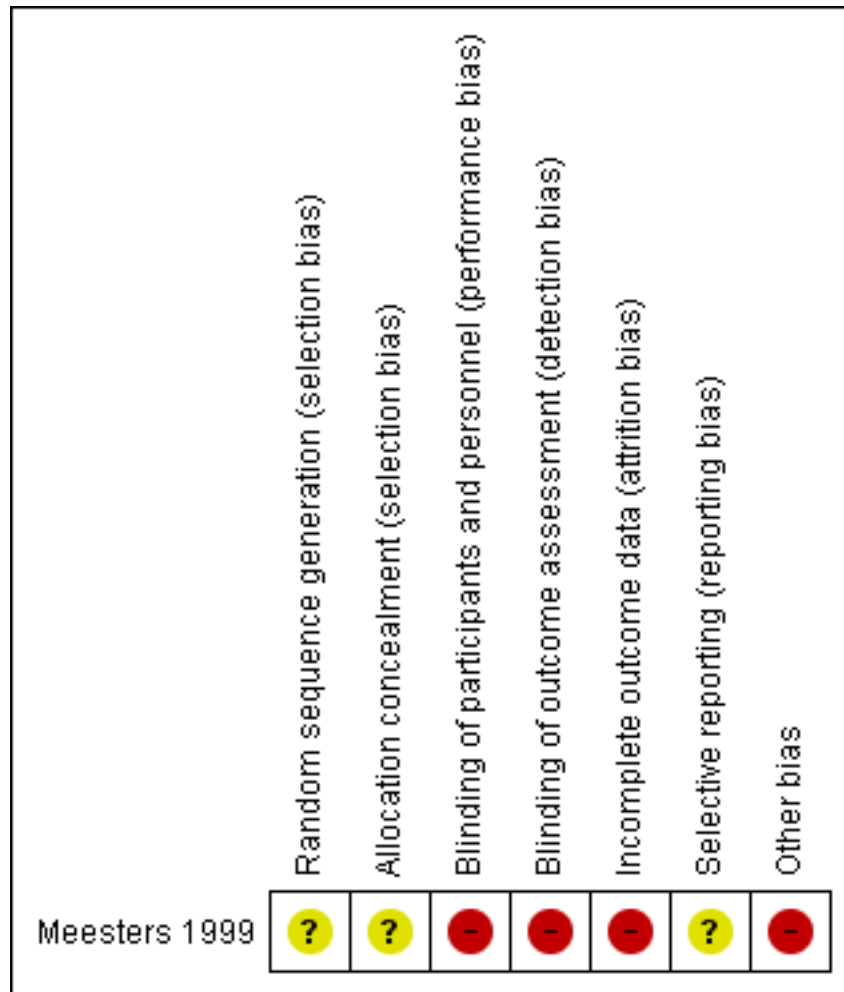 Random sequence generation (selection bias)
Allocation concealment (selection bias)
Blinding of participants and personnel (performance bias)
Blinding of outcome assessment (detection bias)
Incomplete outcome data (attrition bias)
Selective reporting (reporting bias)
Other bias
Meesters 1999 ? ? - - - ? -